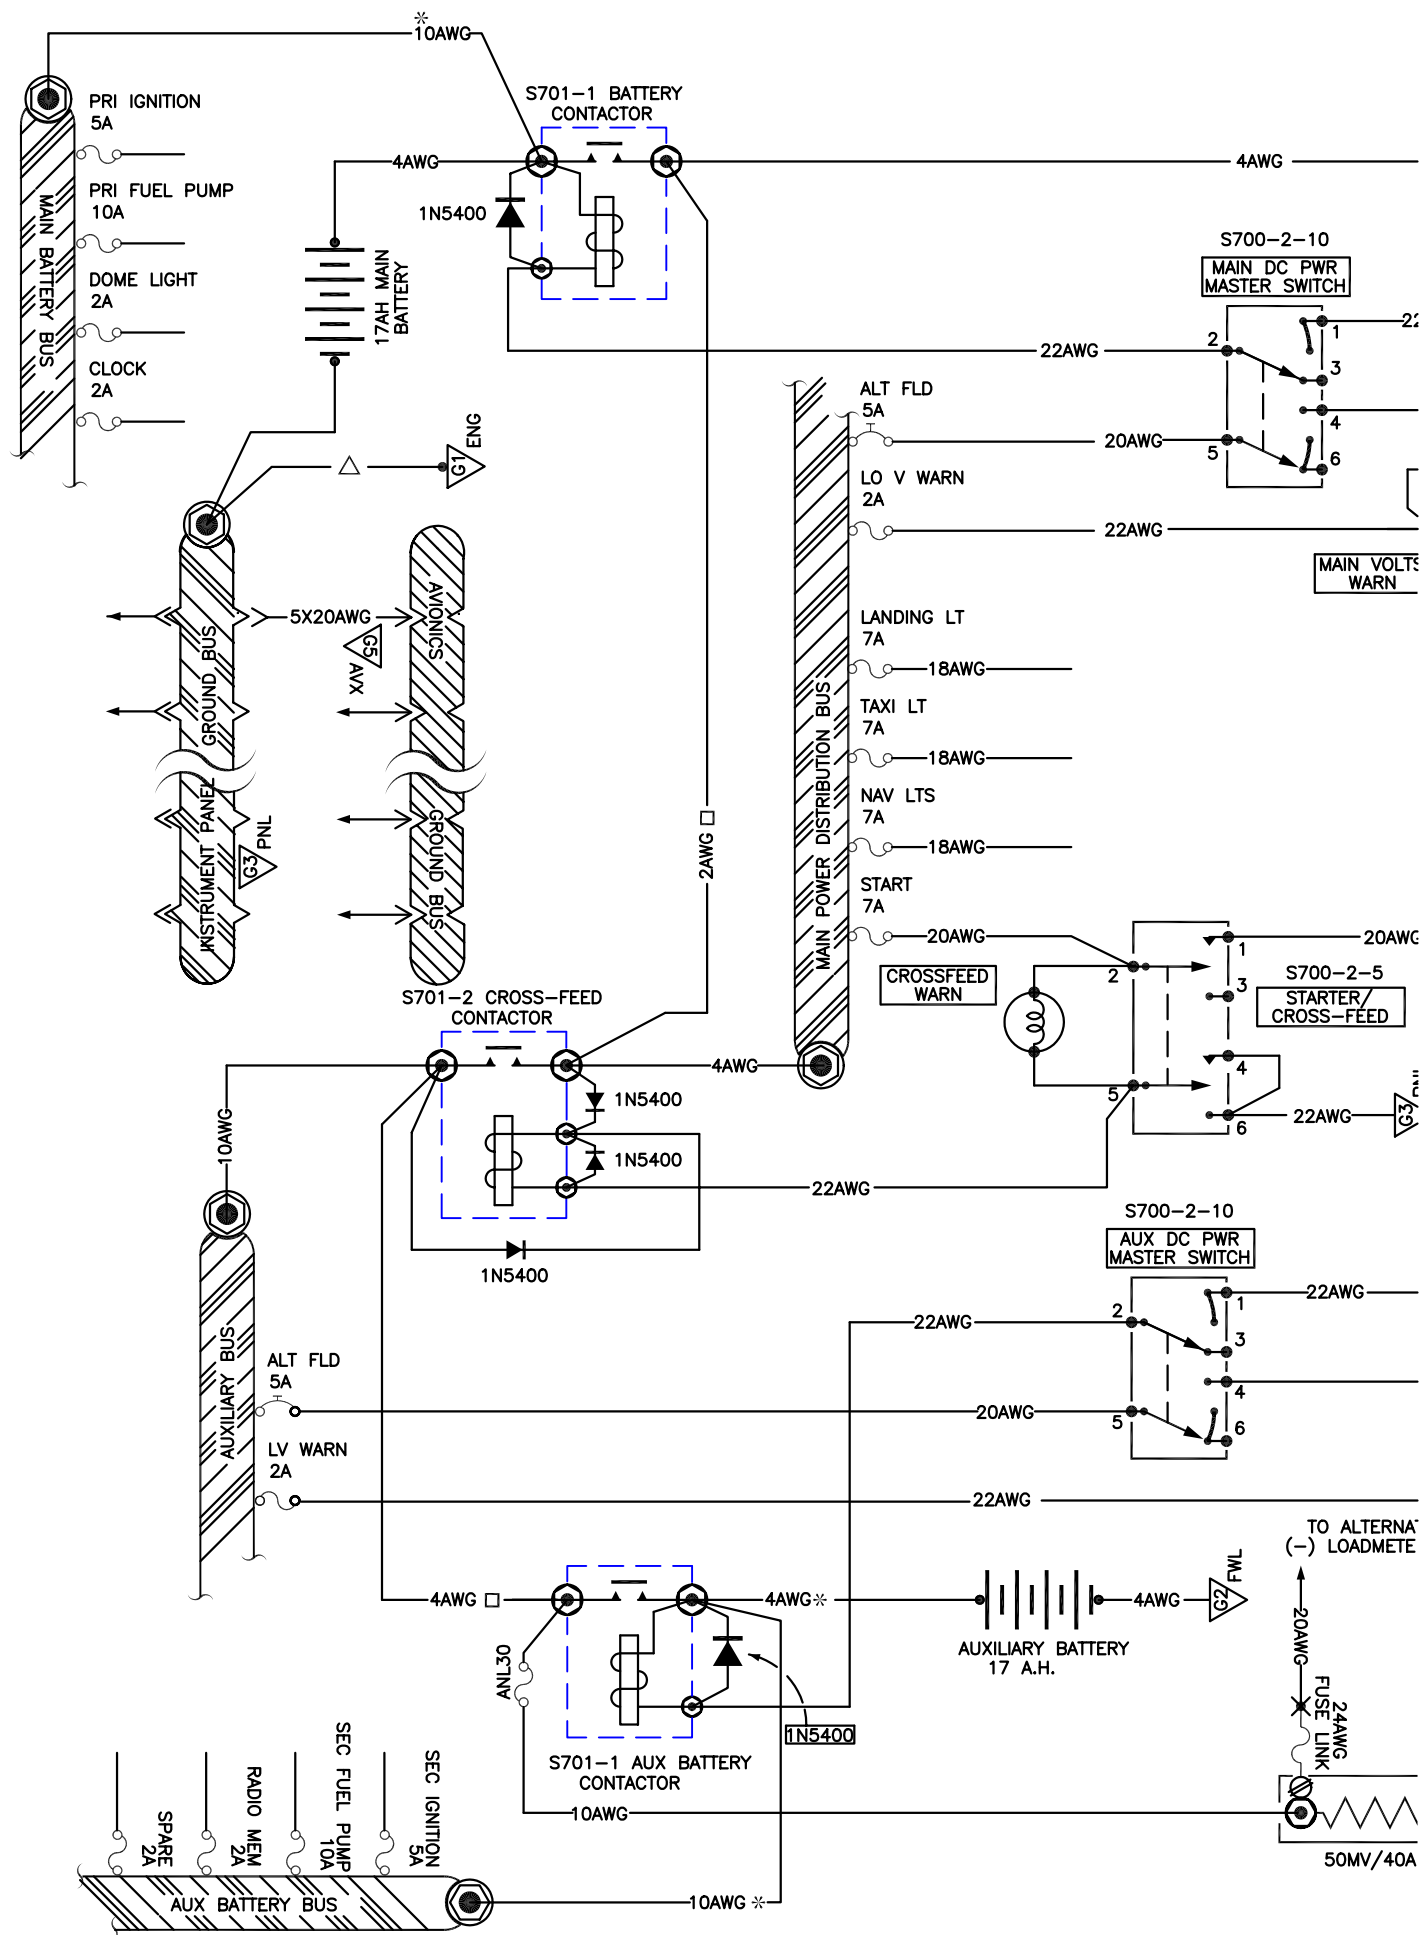 *
10AWG
PRI IGNITION
5A
S701-1 BATTERY
CONTACTOR
4AWG
4AWG
PRI FUEL PUMP
10A
1N5400
MAIN BATTERY BUS
S700-2-10
MAIN DC PWR
MASTER SWITCH
DOME LIGHT
2A
17AH MAIN
BATTERY
1
2
3
4
5
6
22AWG
CLOCK
2A
ALT FLD
5A
20AWG
G1
ENG
LO V WARN
2A
22AWG
MAIN VOLTS
WARN
5X20AWG
G5
AVX
AVIONICS
GROUND BUS
INSTRUMENT PANEL
GROUND BUS
G3
PNL
LANDING LT
7A
18AWG
TAXI LT
7A
18AWG
NAV LTS
7A
18AWG
START
7A
20AWG
MAIN POWER DISTRIBUTION BUS
2AWG
CROSSFEED
WARN
20AWG
1
2
3
4
5
6
S700-2-5
STARTER/
CROSS-FEED
22AWG
G3
S701-2 CROSS-FEED
CONTACTOR
4AWG
1N5400
1N5400
22AWG
1N5400
10AWG
S700-2-10
AUX DC PWR
MASTER SWITCH
22AWG
22AWG
1
2
3
4
5
6
AUXILIARY BUS
ALT FLD
5A
20AWG
LV WARN
2A
22AWG
TO ALTERNAT
(-) LOADMETE
4AWG
4AWG*
4AWG
G2
FWL
AUXILIARY BATTERY
17 A.H.
ANL30
1N5400
20AWG
24AWG
FUSE LINK
S701-1 AUX BATTERY
CONTACTOR
10AWG
50MV/40A
SPARE
2A
RADIO MEM
2A
SEC FUEL PUMP
10A
SEC IGNITION
5A
AUX BATTERY BUS
10AWG *